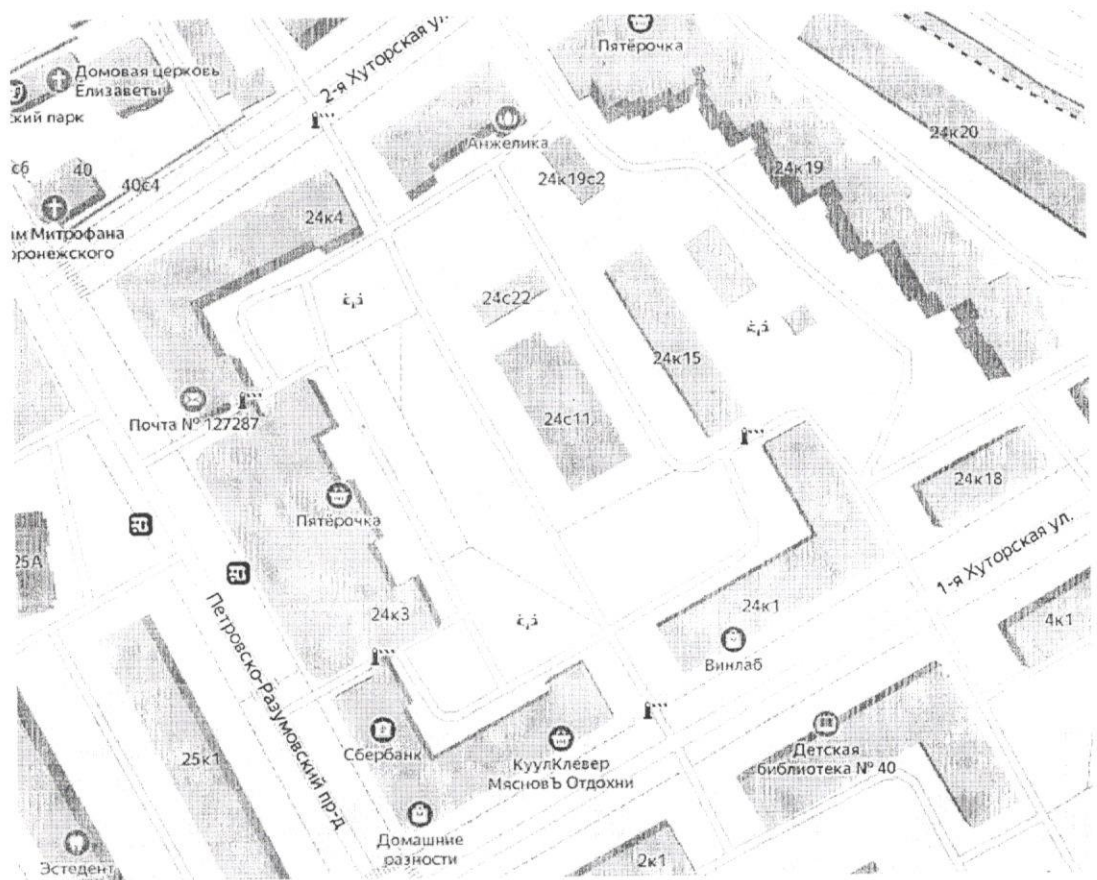 Пятёрочка
2-я Хуторская ул.
Домовая церковь
Елизаветы
ский парк
Анжелика
24к20
24к19
24к19с2
с6
40
40с4
24к4
им Митрофана
оронежского
24с22
24к15
Почта № 127287
24с11
24к18
Пятёрочка
25А
1-я Хуторская ул.
24к1
24к3
4к1
Винлаб
Петровско-Разумовский пр-д
Сбербанк
25к1
КуулКлевер
МясновЪ Отдохни
Детская
библиотека № 40
Домашние
разности
2к1
Эстедент